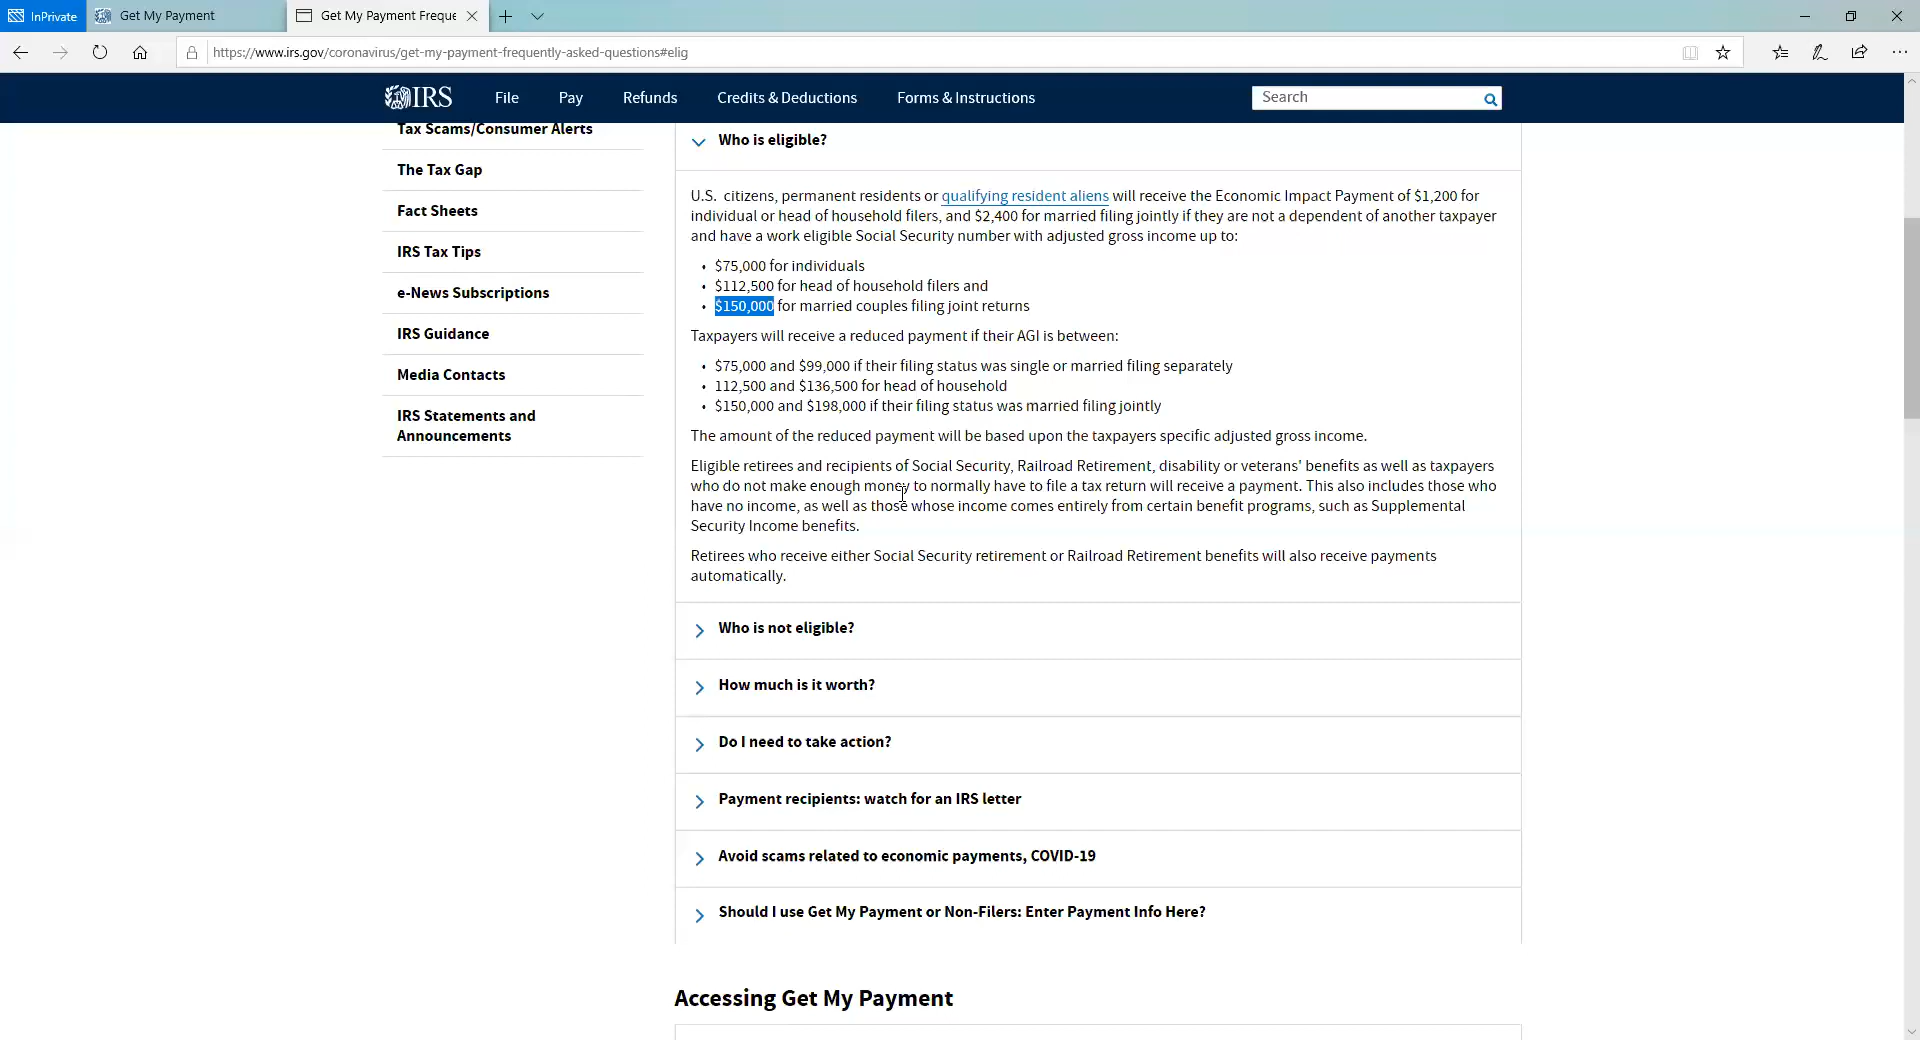 InPrivate
Get My Payment
Get My Payment Freque
https://www.irs.gov/coronavirus/get-my-payment-frequently-asked-questions#elig
IRS
File
Pay
Refunds
Credits & Deductions
Forms & Instructions
Search
Tax Scams/Consumer Alerts
The Tax Gap
Fact Sheets
IRS Tax Tips
e-News Subscriptions
IRS Guidance
Media Contacts
IRS Statements and
Announcements
Who is eligible?
U.S. citizens, permanent residents or qualifying resident aliens will receive the Economic Impact Payment of $1,200 for
individual or head of household filers, and $2,400 for married filing jointly if they are not a dependent of another taxpayer
and have a work eligible Social Security number with adjusted gross income up to:
• $75,000 for individuals
• $112,500 for head of household filers and
• $150,000 for married couples filing joint returns
Taxpayers will receive a reduced payment if their AGI is between:
• $75,000 and $99,000 if their filing status was single or married filing separately
• 112,500 and $136,500 for head of household
• $150,000 and $198,000 if their filing status was married filing jointly
The amount of the reduced payment will be based upon the taxpayers specific adjusted gross income.
Eligible retirees and recipients of Social Security, Railroad Retirement, disability or veterans' benefits as well as taxpayers
who do not make enough money to normally have to file a tax return will receive a payment. This also includes those who
have no income, as well as those whose income comes entirely from certain benefit programs, such as Supplemental
Security Income benefits.
Retirees who receive either Social Security retirement or Railroad Retirement benefits will also receive payments
automatically.
Who is not eligible?
How much is it worth?
Do I need to take action?
Payment recipients: watch for an IRS letter
Avoid scams related to economic payments, COVID-19
Should I use Get My Payment or Non-Filers: Enter Payment Info Here?
Accessing Get My Payment